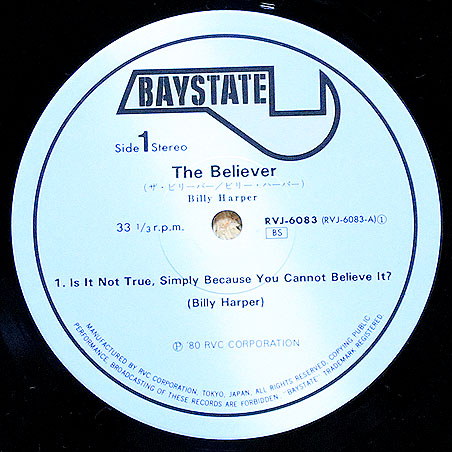 BAYSTATE
Side 1 Stereo
The Believer
(ザ・ビリーバー/ビリー・ハーパー)
Billy Harper
33 1/3 r.p.m.
RVJ-6083 (RVJ-6083-A) ①
BS
1. Is It Not True, Simply Because You Cannot Believe It?
(Billy Harper)
Ⓟ '80 RVC CORPORATION
MANUFACTURED BY RVC CORPORATION, TOKYO, JAPAN, ALL RIGHTS RESERVED, COPYING PUBLIC
PERFORMANCE, BROADCASTING OF THESE RECORDS ARE FORBIDDEN - BAYSTATE - TRADEMARK REGISTERED